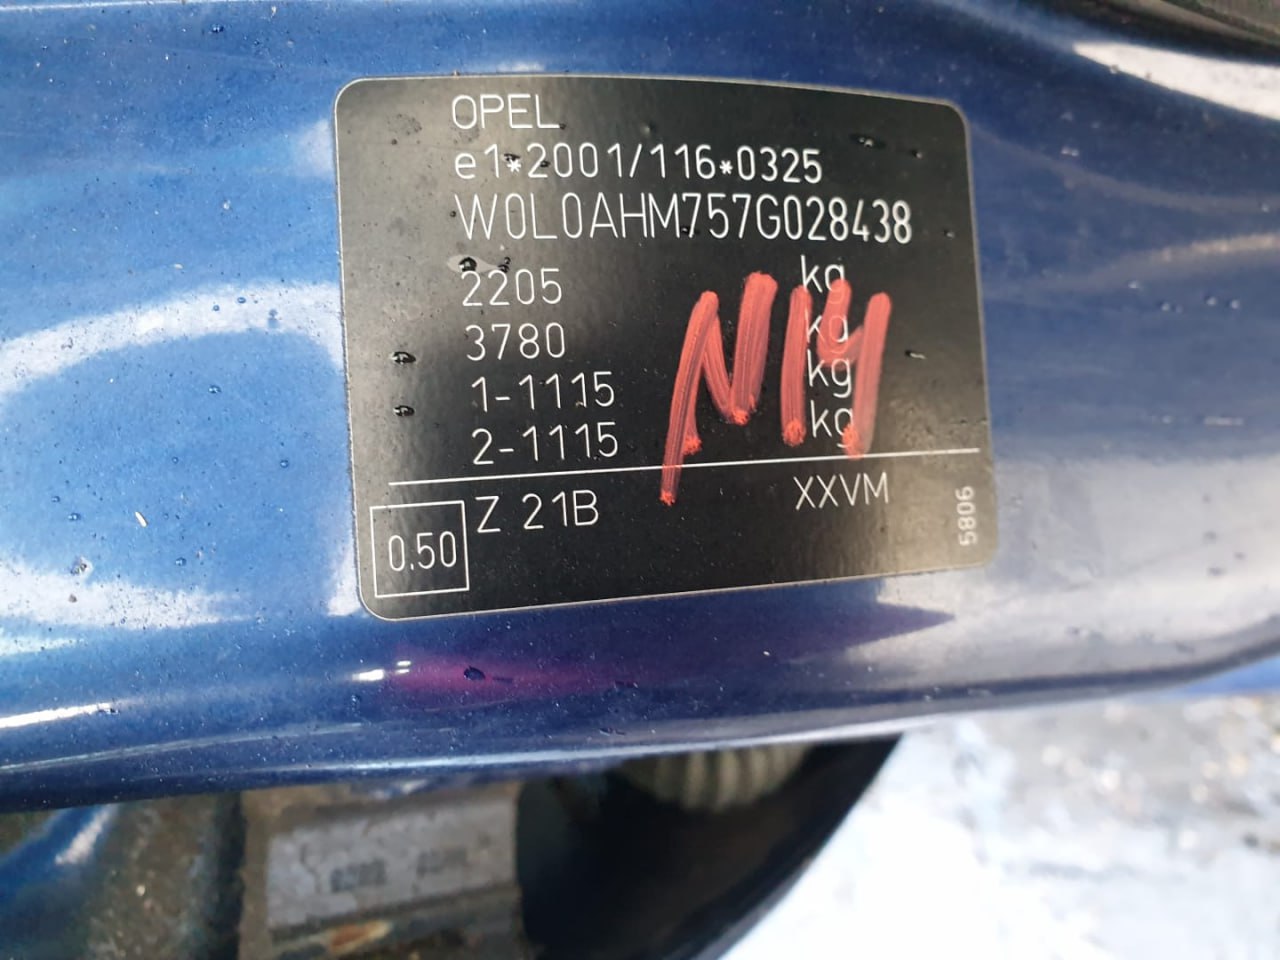 OPEL
e1*2001/116*0325
W0L0AHM757G028438
2205 kg
3780 kg
1-1115 kg
2-1115 kg
0.50 Z 21B XXVM
5806